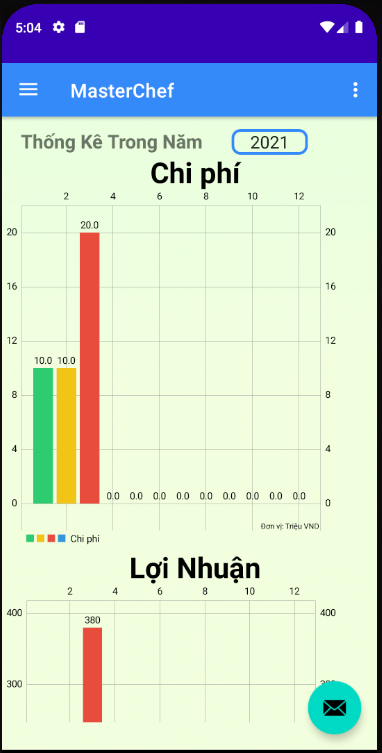 5:04
MasterChef
Thống Kê Trong Năm 2021
Chi phí
2 4 6 8 10 12
20 20.0 20
16 16
12 12
10.0 10.0
8 8
4 4
0.0 0.0 0.0 0.0 0.0 0.0 0.0 0.0 0.0
0 0
Đơn vị: Triệu VND
Chi phí
Lợi Nhuận
2 4 6 8 10 12
400 380 400
300 300